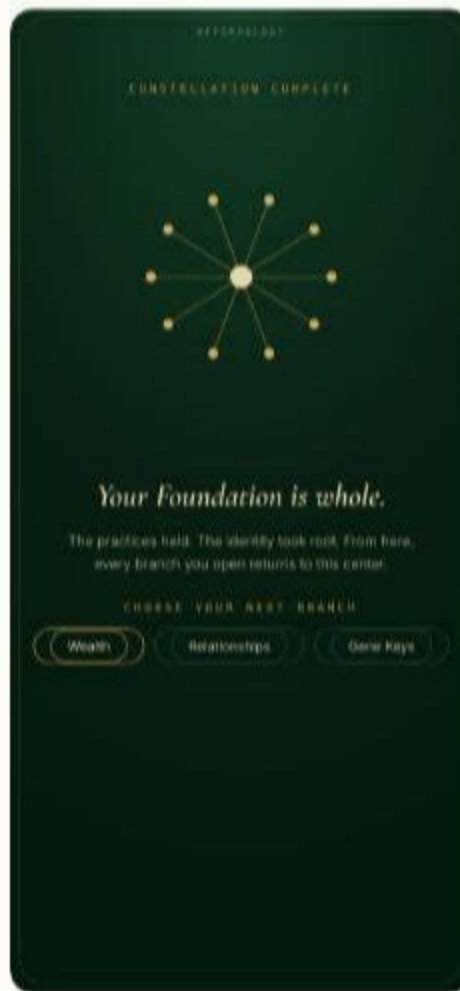 CONSTELLATION COMPLETE
Your Foundation is whole.
The practices held. The identity took root. From here,
every branch you open returns to this center.
CHOOSE YOUR NEXT BRANCH
Wealth Relationships Gene Keys